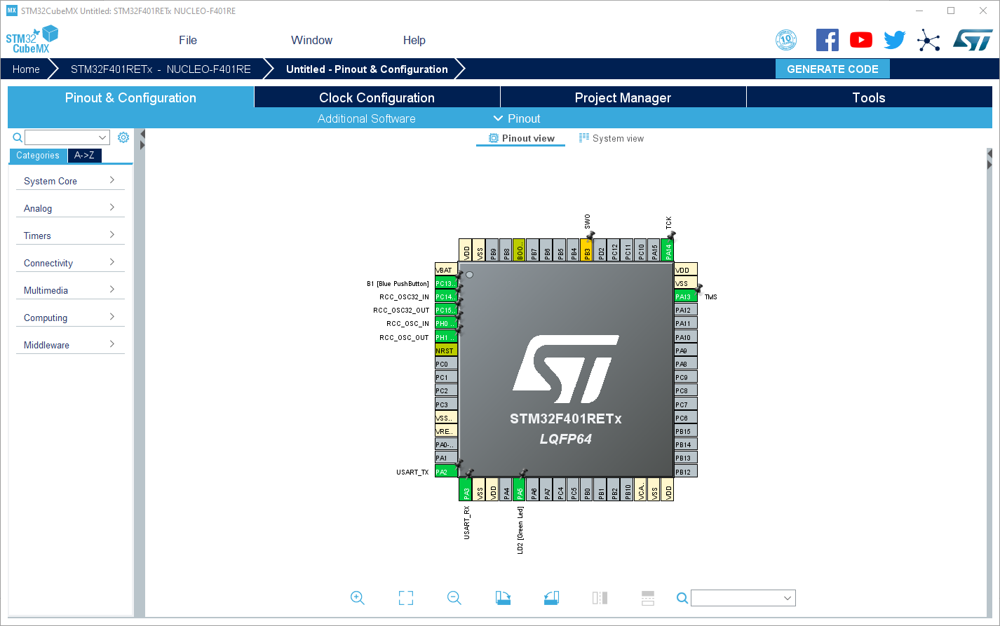 MX STM32CubeMX Untitled: STM32F401RETx NUCLEO-F401RE
STM32
CubeMX
File Window Help
10
ST
Home STM32F401RETx - NUCLEO-F401RE Untitled - Pinout & Configuration GENERATE CODE
Pinout & Configuration Clock Configuration Project Manager Tools
Additional Software Pinout
Pinout view System view
Categories A->Z
System Core
Analog
Timers
Connectivity
Multimedia
Computing
Middleware
SWO TCK
VDD VSS PB9 PB8 BOO.. PB7 PB6 PB5 PB4 PB3 PD2 PC12 PC11 PC10 PA15 PA14
VBAT
B1 [Blue PushButton] PC13..
RCC_OSC32_IN PC14..
RCC_OSC32_OUT PC15..
RCC_OSC_IN PH0 ..
RCC_OSC_OUT PH1 ..
NRST
PC0
PC1
PC2
PC3
VSS..
VRE..
PA0-..
PA1
USART_TX PA2
VDD
VSS
PA13 TMS
PA12
PA11
PA10
PA9
PA8
PC9
PC8
PC7
PC6
PB15
PB14
PB13
PB12
ST
STM32F401RETx
LQFP64
PA3 VSS VDD PA4 PA5 PA6 PA7 PC4 PC5 PB0 PB1 PB2 PB10 VCA.. VSS VDD
USART_RX LD2 [Green Led]